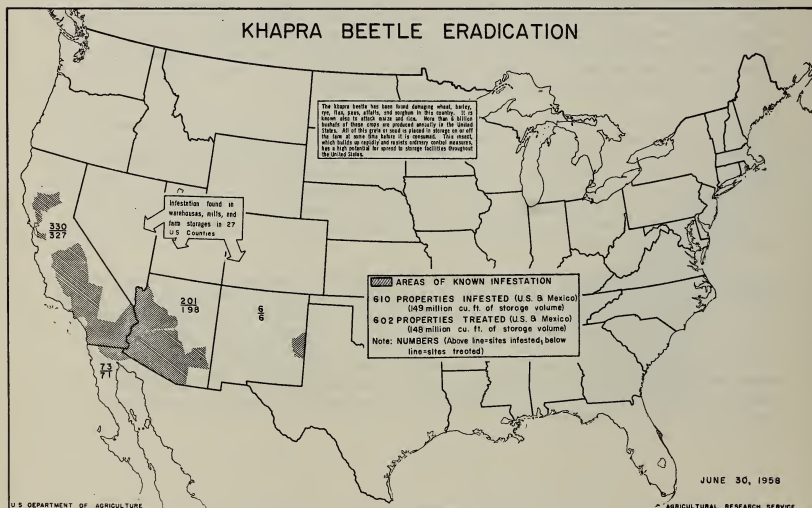 KHAPRA BEETLE ERADICATION
The khapra beetle has been found damaging wheat, barley,
rye, flax, peas, alfalfa, and sorghum in this country. It is
known also to attack maize and rice. More than 6 billion
bushels of these crops are produced annually in the United
States. All of this grain or seed is placed in storage on or off
the farm at some time before it is consumed. This insect,
which builds up rapidly and resists ordinary control measures,
has a high potential for spread to storage facilities throughout
the United States.
Infestation found in
warehouses, mills, and
farm storages in 27
US Counties
330
327
201
198
6
6
73
71
AREAS OF KNOWN INFESTATION
610 PROPERTIES INFESTED (U.S. & Mexico)
(149 million cu. ft. of storage volume)
602 PROPERTIES TREATED (U.S. & Mexico)
(148 million cu. ft. of storage volume)
Note: NUMBERS (Above line=sites infested; below
line=sites treated)
JUNE 30, 1958
U S DEPARTMENT OF AGRICULTURE
AGRICULTURAL RESEARCH SERVICE